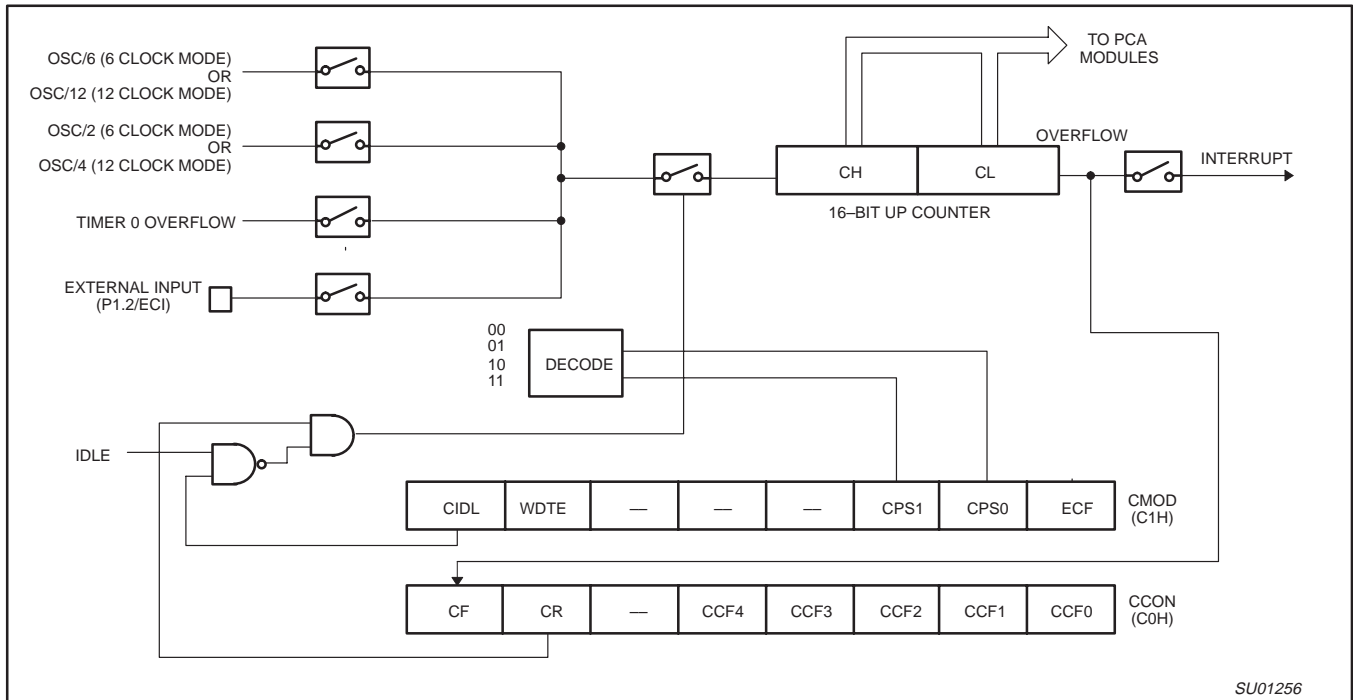 OSC/6 (6 CLOCK MODE)
OR
OSC/12 (12 CLOCK MODE)
OSC/2 (6 CLOCK MODE)
OR
OSC/4 (12 CLOCK MODE)
TIMER 0 OVERFLOW
EXTERNAL INPUT
(P1.2/ECI)
TO PCA
MODULES
OVERFLOW
INTERRUPT
CH
CL
16–BIT UP COUNTER
00
01
10
11
DECODE
IDLE
CIDL WDTE –– –– –– CPS1 CPS0 ECF
CMOD
(C1H)
CF CR –– CCF4 CCF3 CCF2 CCF1 CCF0
CCON
(C0H)
SU01256